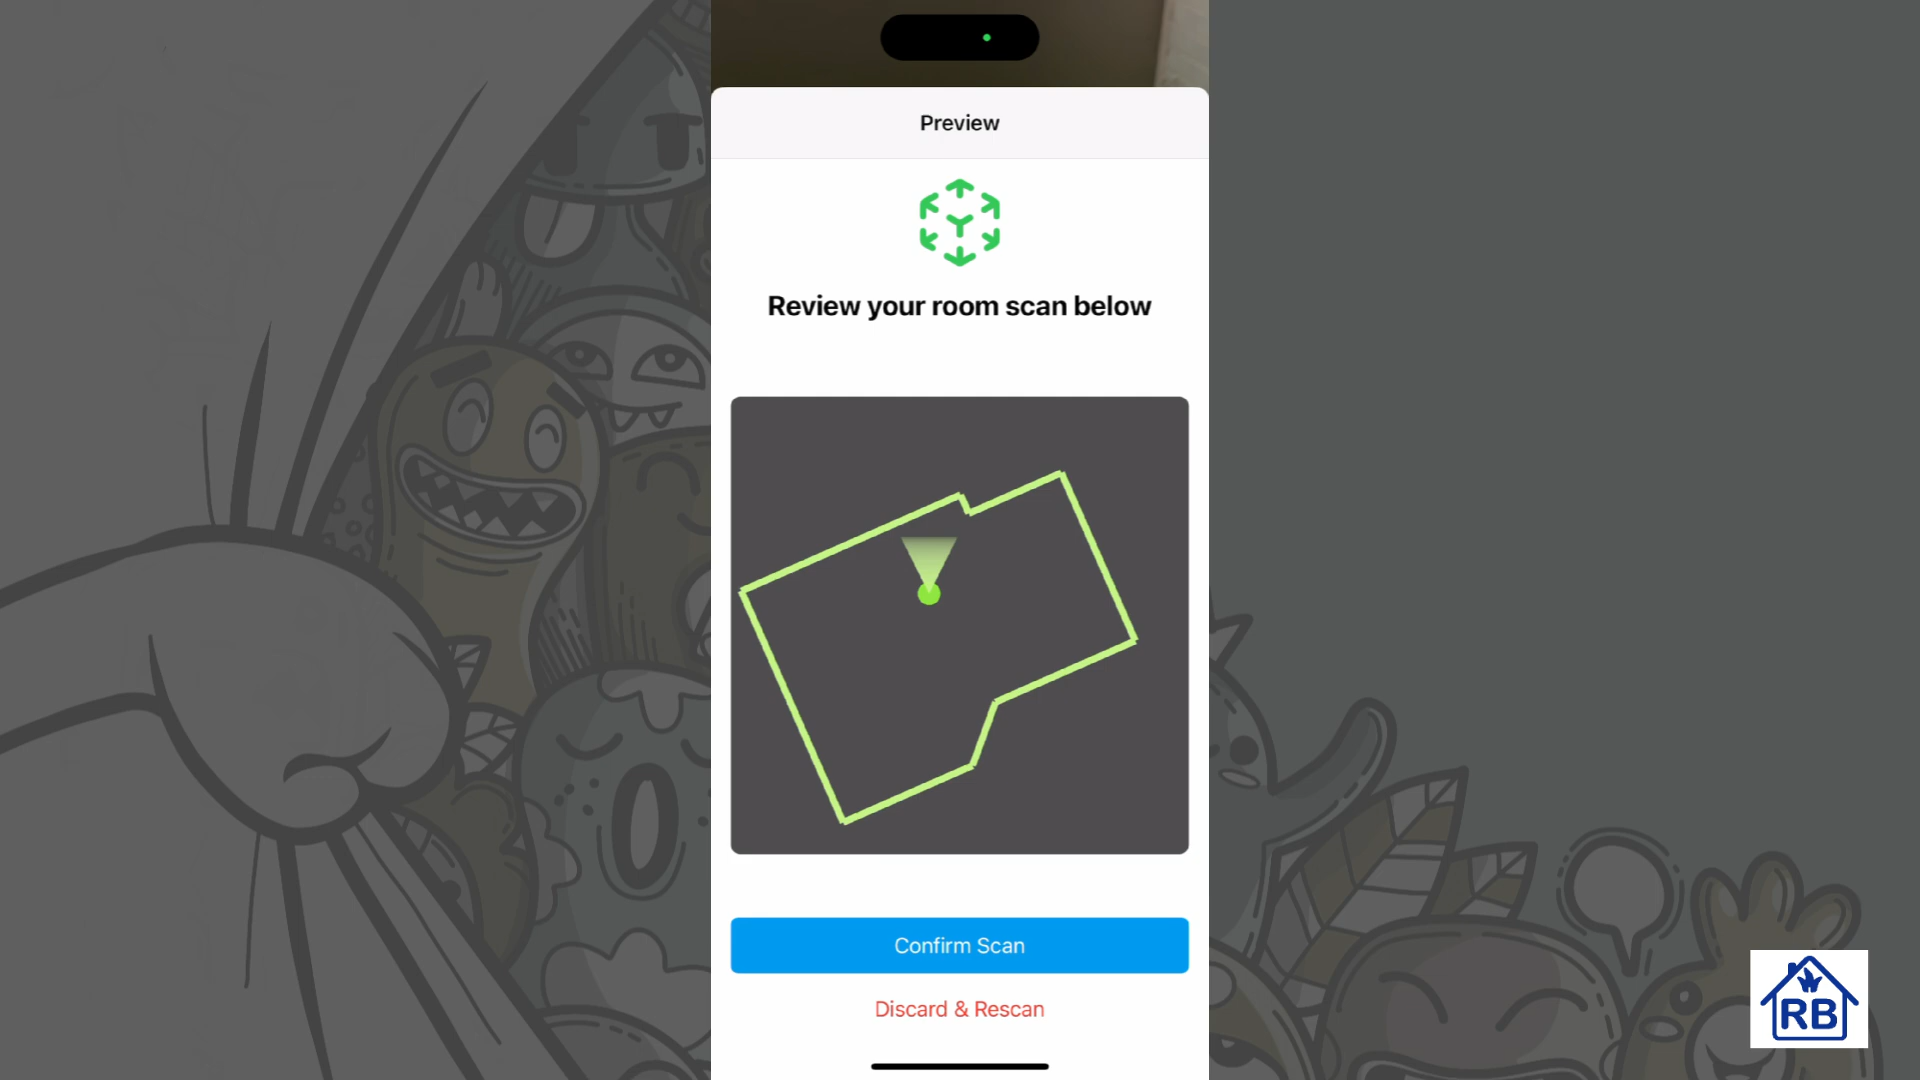 Preview
Review your room scan below
Confirm Scan
Discard & Rescan
RB